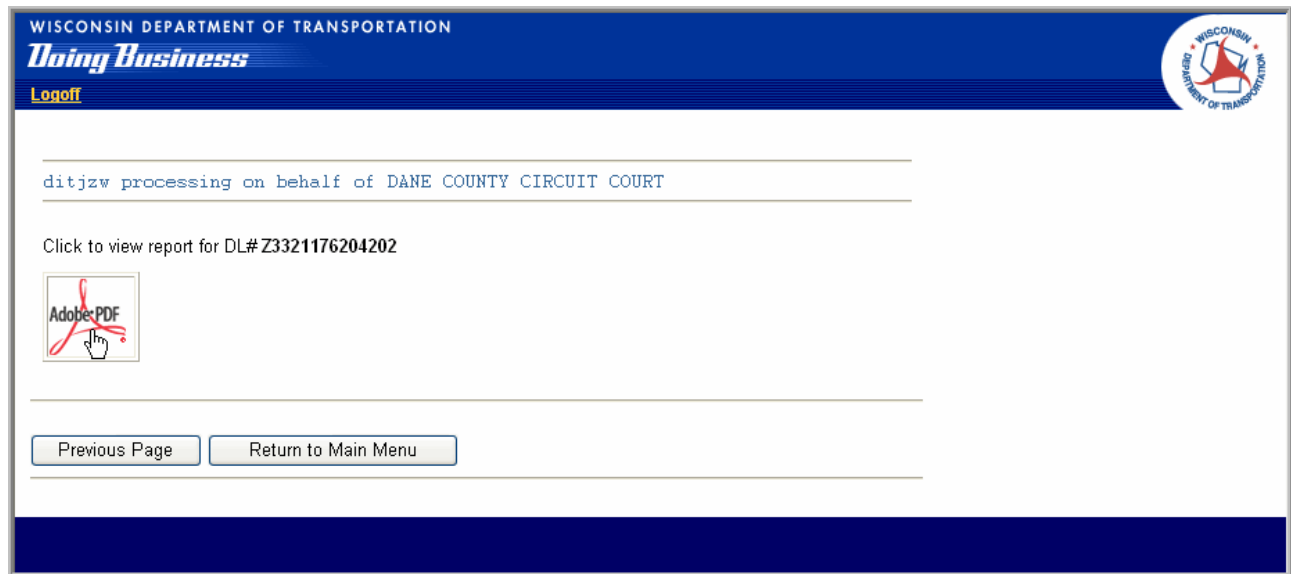 WISCONSIN DEPARTMENT OF TRANSPORTATION
Doing Business
Logoff
WISCONSIN
DEPARTMENT OF TRANSPORTATION
ditjzw processing on behalf of DANE COUNTY CIRCUIT COURT
Click to view report for DL# Z3321176204202
Adobe PDF
Previous Page Return to Main Menu